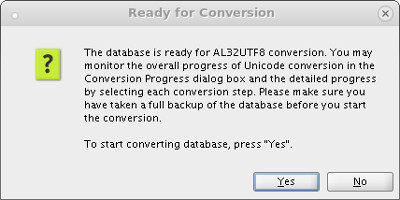 Ready for Conversion
The database is ready for AL32UTF8 conversion. You may
monitor the overall progress of Unicode conversion in the
Conversion Progress dialog box and the detailed progress
by selecting each conversion step. Please make sure you
have taken a full backup of the database before you start
the conversion.
To start converting database, press "Yes".
Yes No